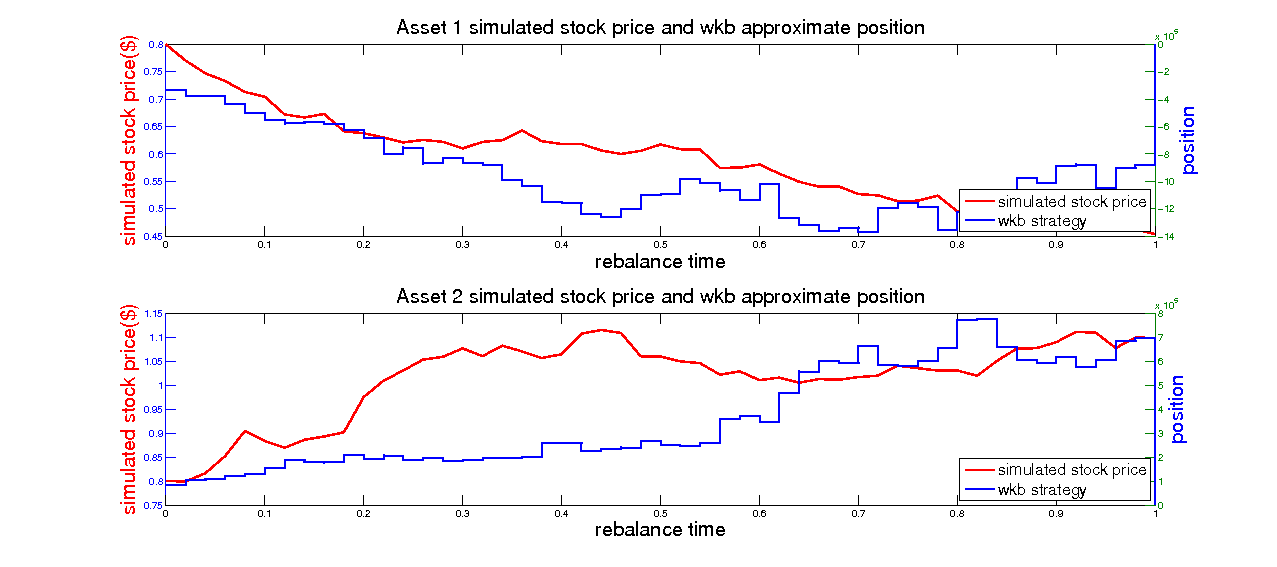 Asset 1 simulated stock price and wkb approximate position
simulated stock price($)
0.8
0.75
0.7
0.65
0.6
0.55
0.5
0.45
0 0.1 0.2 0.3 0.4 0.5 0.6 0.7 0.8 0.9 1
rebalance time
x 10^5
0
-2
-4
-6
-8
-10
-12
-14
position
simulated stock price
wkb strategy
Asset 2 simulated stock price and wkb approximate position
simulated stock price($)
1.15
1.1
1.05
1
0.95
0.9
0.85
0.8
0.75
0 0.1 0.2 0.3 0.4 0.5 0.6 0.7 0.8 0.9 1
rebalance time
x 10^5
8
7
6
5
4
3
2
1
0
position
simulated stock price
wkb strategy